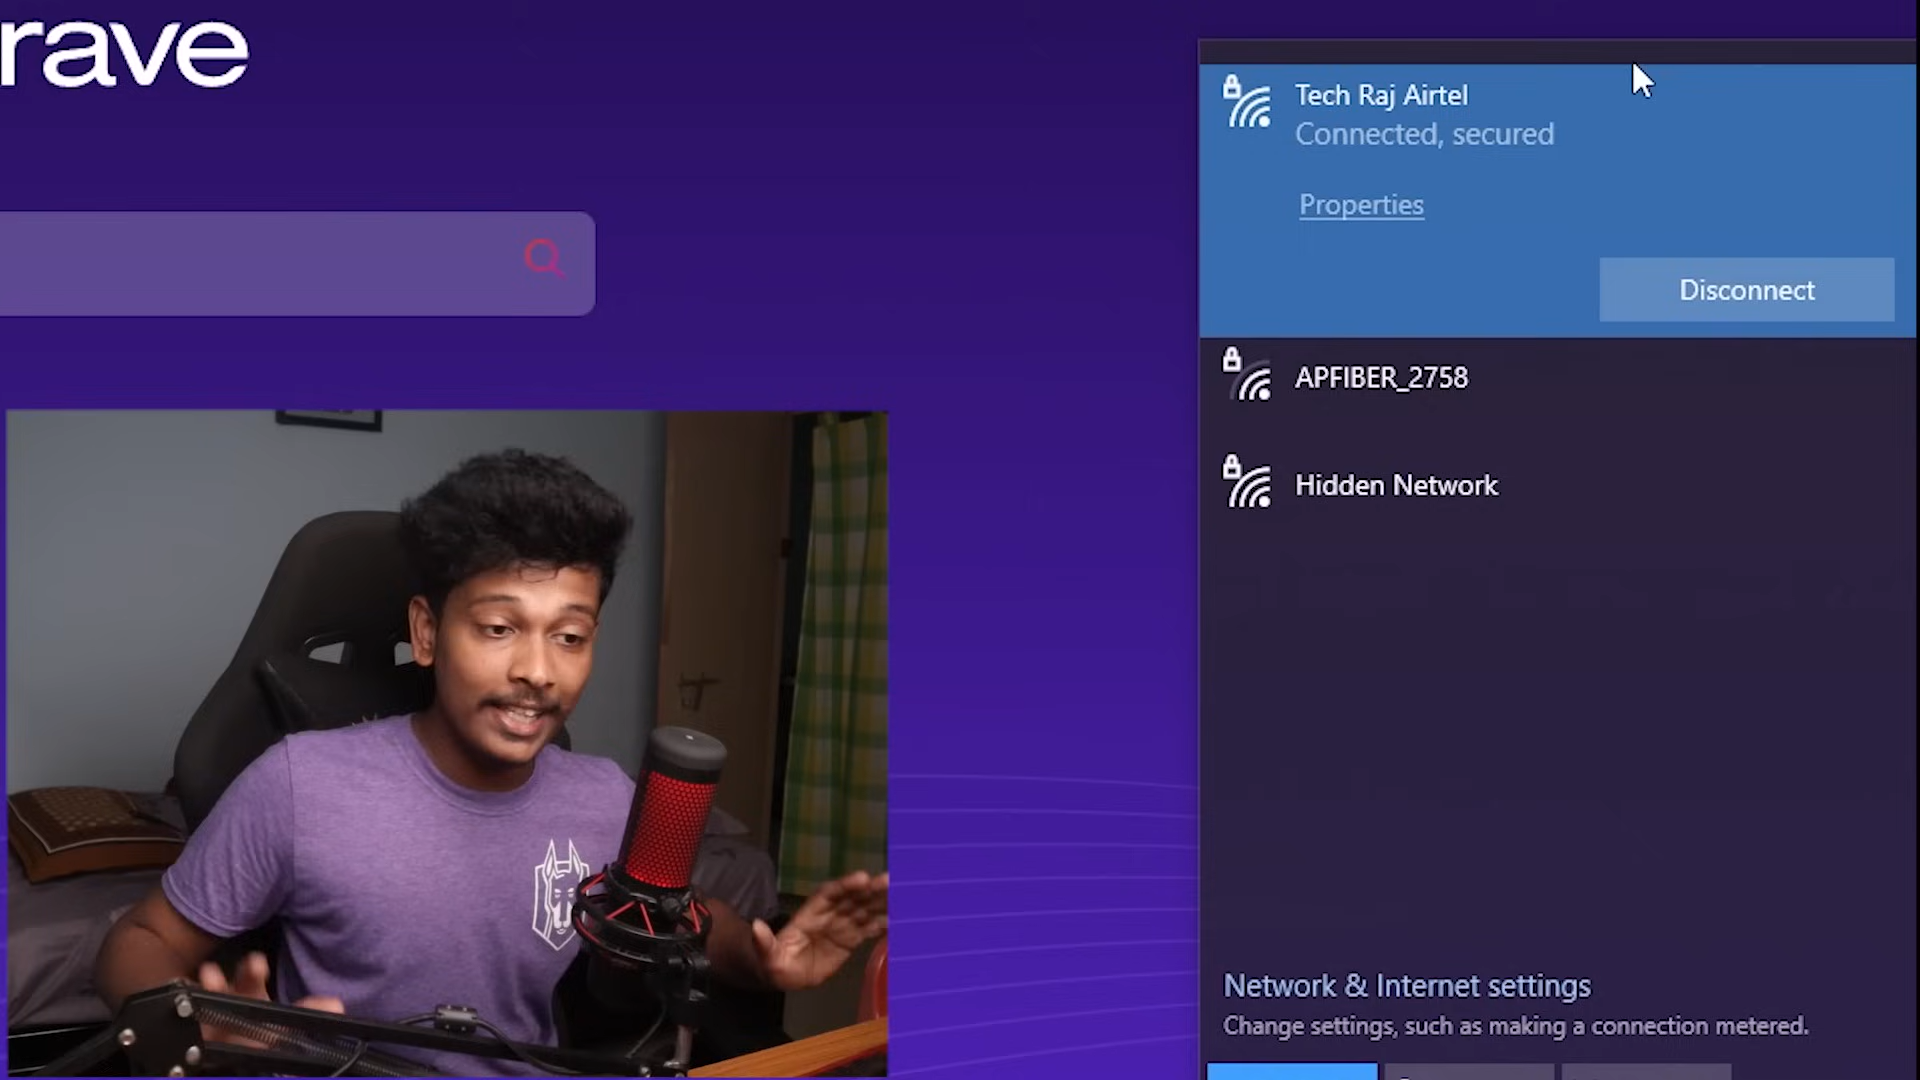 rave
Tech Raj Airtel
Connected, secured
Properties
Disconnect
APFIBER_2758
Hidden Network
Network & Internet settings
Change settings, such as making a connection metered.